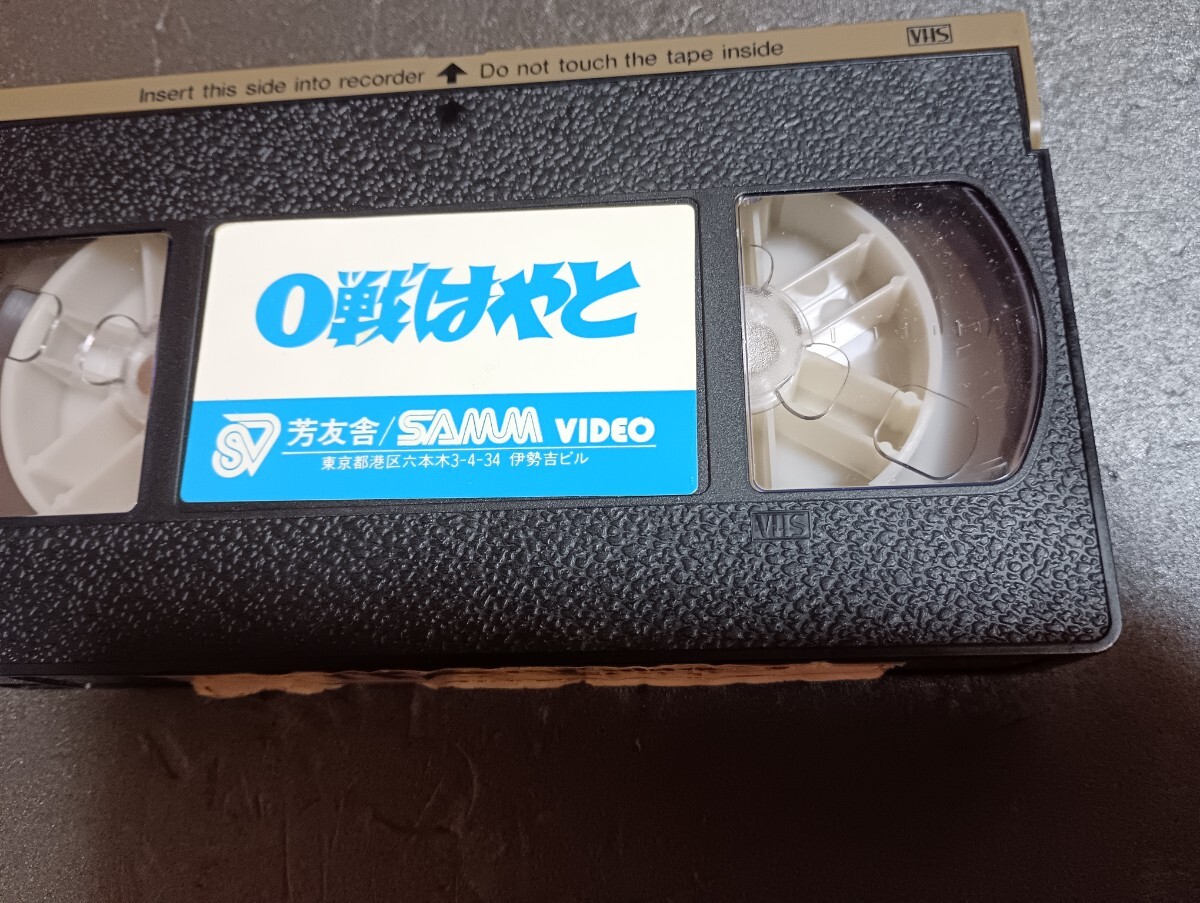 Insert this side into recorder ⬆ Do not touch the tape inside VHS
0戦はやと
SV 芳友舎/SAMM VIDEO
東京都港区六本木3-4-34 伊勢吉ビル
VHS